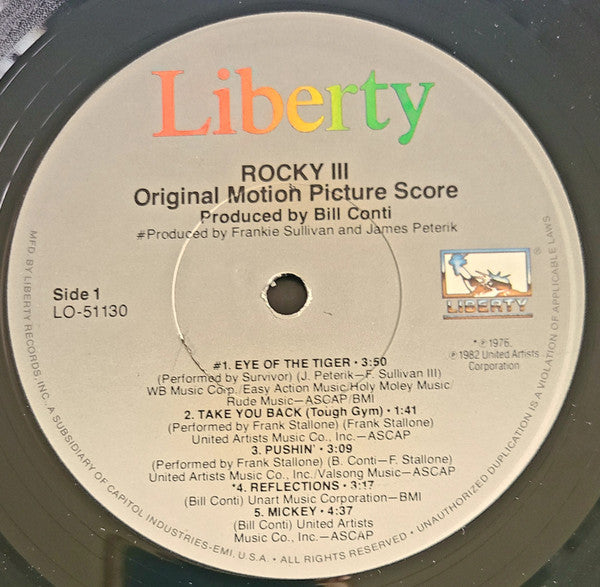 Liberty
ROCKY III
Original Motion Picture Score
Produced by Bill Conti
#Produced by Frankie Sullivan and James Peterik
Side 1
LO-51130
LIBERTY
®
*℗1976.
℗1982 United Artists
Corporation
#1. EYE OF THE TIGER • 3:50
(Performed by Survivor) (J. Peterik—F. Sullivan III)
WB Music Corp./Easy Action Music/Holy Moley Music/
Rude Music—ASCAP/BMI
2. TAKE YOU BACK (Tough Gym) • 1:41
(Performed by Frank Stallone) (Frank Stallone)
United Artists Music Co., Inc.—ASCAP
3. PUSHIN' • 3:09
(Performed by Frank Stallone) (B. Conti—F. Stallone)
United Artists Music Co., Inc./Valsong Music—ASCAP
*4. REFLECTIONS • 3:17
(Bill Conti) Unart Music Corporation—BMI
5. MICKEY • 4:37
(Bill Conti) United Artists
Music Co., Inc.—ASCAP
MFD. BY LIBERTY RECORDS, INC. A SUBSIDIARY OF CAPITOL INDUSTRIES-EMI. U.S.A. • ALL RIGHTS RESERVED • UNAUTHORIZED DUPLICATION IS A VIOLATION OF APPLICABLE LAWS